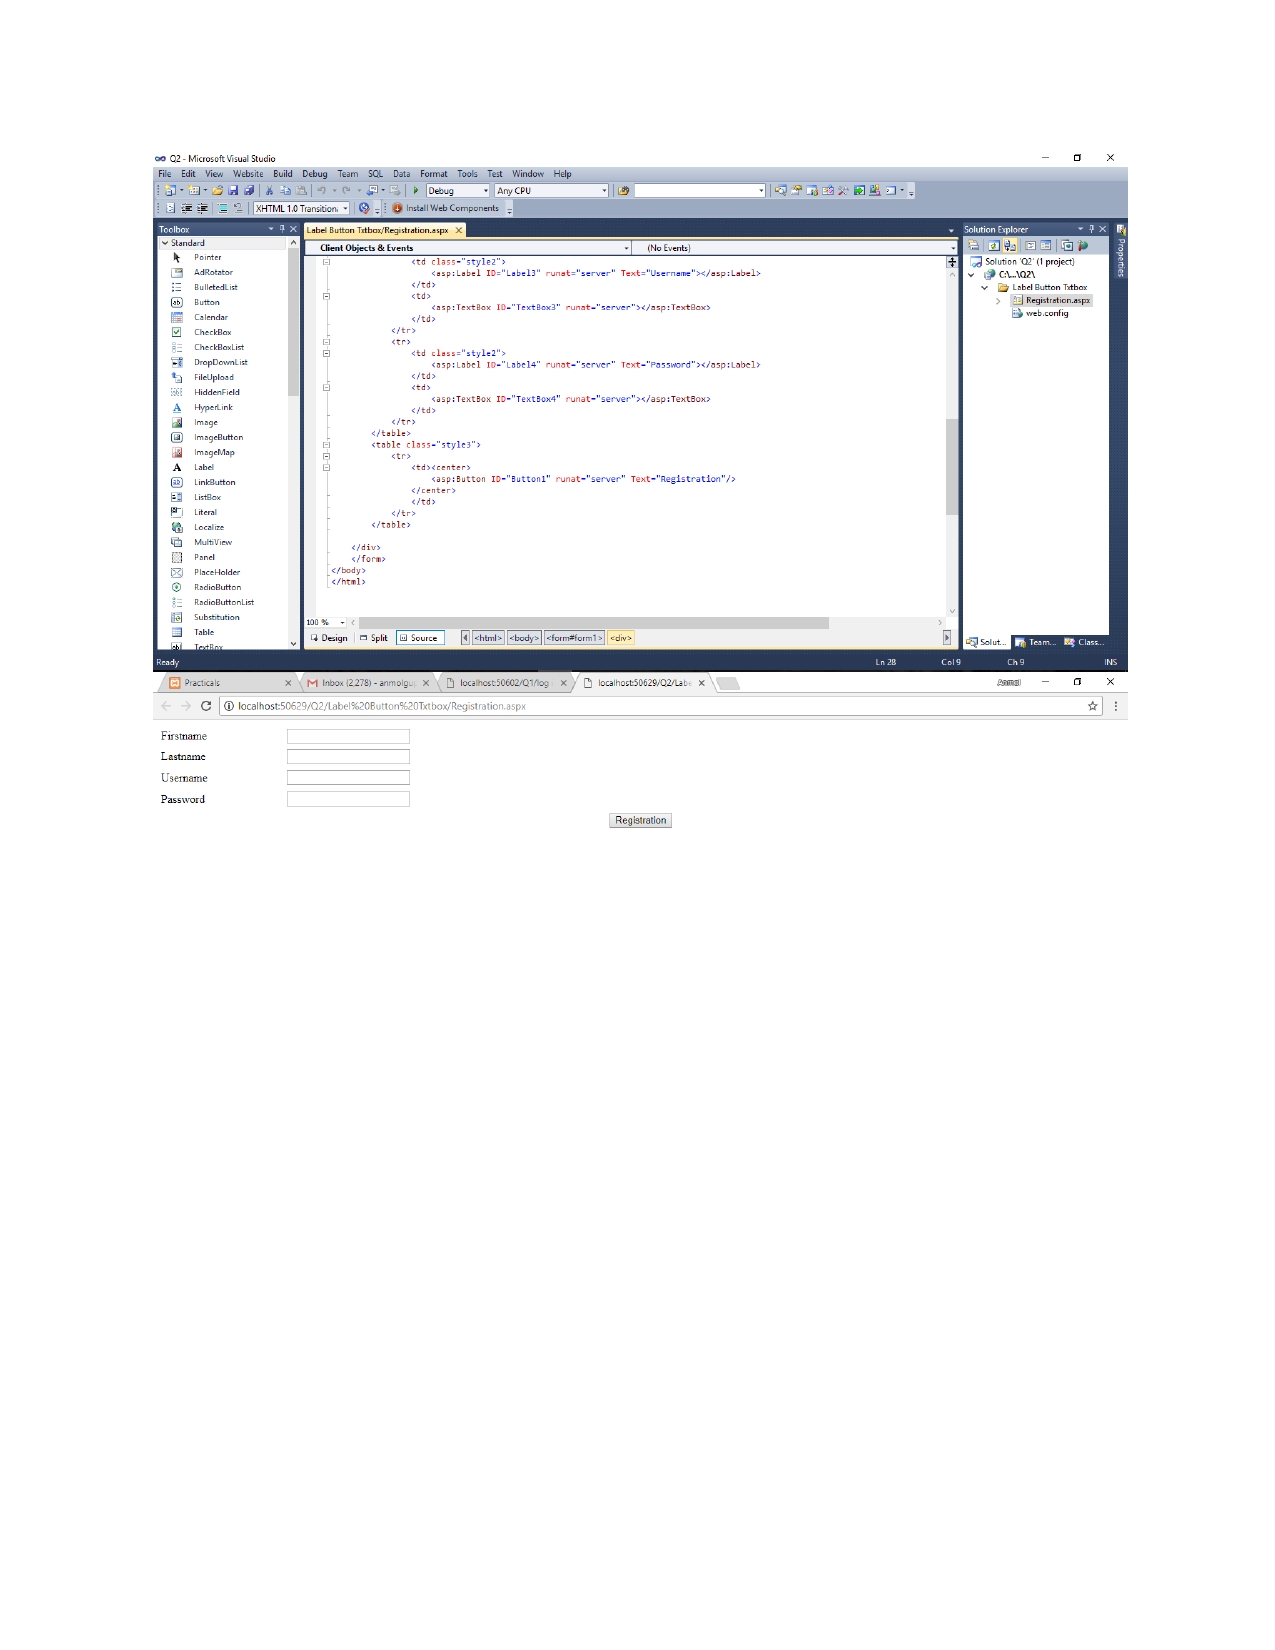 Q2 - Microsoft Visual Studio
File Edit View Website Build Debug Team SQL Data Format Tools Test Window Help
Debug Any CPU
XHTML 1.0 Transition Install Web Components
Toolbox
Standard
Pointer
AdRotator
BulletedList
Button
Calendar
CheckBox
CheckBoxList
DropDownList
FileUpload
HiddenField
HyperLink
Image
ImageButton
ImageMap
Label
LinkButton
ListBox
Literal
Localize
MultiView
Panel
PlaceHolder
RadioButton
RadioButtonList
Substitution
Table
TextBox
Label Button Txtbox/Registration.aspx
Client Objects & Events (No Events)
<td class="style2">
<asp:Label ID="Label3" runat="server" Text="Username"></asp:Label>
</td>
<td>
<asp:TextBox ID="TextBox3" runat="server"></asp:TextBox>
</td>
</tr>
<tr>
<td class="style2">
<asp:Label ID="Label4" runat="server" Text="Password"></asp:Label>
</td>
<td>
<asp:TextBox ID="TextBox4" runat="server"></asp:TextBox>
</td>
</tr>
</table>
<table class="style3">
<tr>
<td><center>
<asp:Button ID="Button1" runat="server" Text="Registration"/>
</center>
</td>
</tr>
</table>
</div>
</form>
</body>
</html>
100 %
Design Split Source <html> <body> <form#form1> <div>
Solution Explorer
Solution 'Q2' (1 project)
C:\...\Q2\
Label Button Txtbox
Registration.aspx
web.config
Solut... Team... Class...
Properties
Ready Ln 28 Col 9 Ch 9 INS
Practicals Inbox (2,278) - anmolgu localhost:50602/Q1/log localhost:50629/Q2/Lab Anmol
localhost:50629/Q2/Label%20Button%20Txtbox/Registration.aspx
Firstname
Lastname
Username
Password
Registration